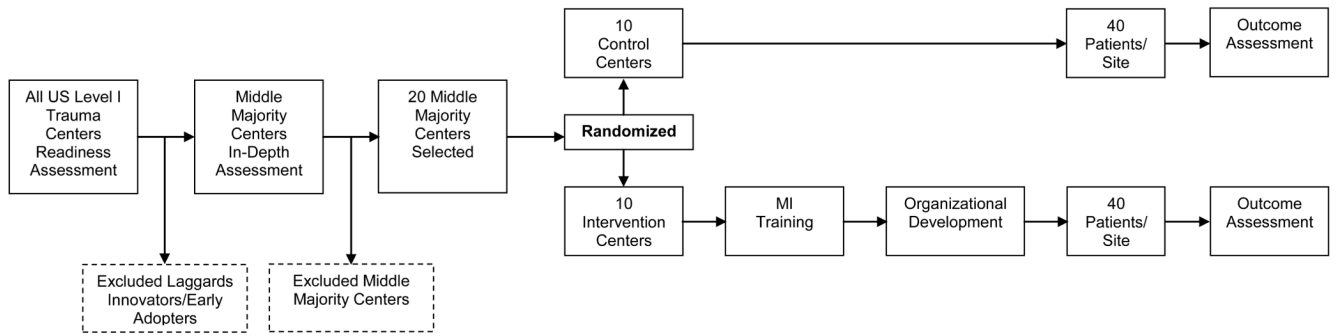 All US Level I
Trauma
Centers
Readiness
Assessment
Middle
Majority
Centers
In-Depth
Assessment
20 Middle
Majority
Centers
Selected
Excluded Laggards
Innovators/Early
Adopters
Excluded Middle
Majority Centers
Randomized
10
Control
Centers
40
Patients/
Site
Outcome
Assessment
10
Intervention
Centers
MI
Training
Organizational
Development
40
Patients/
Site
Outcome
Assessment